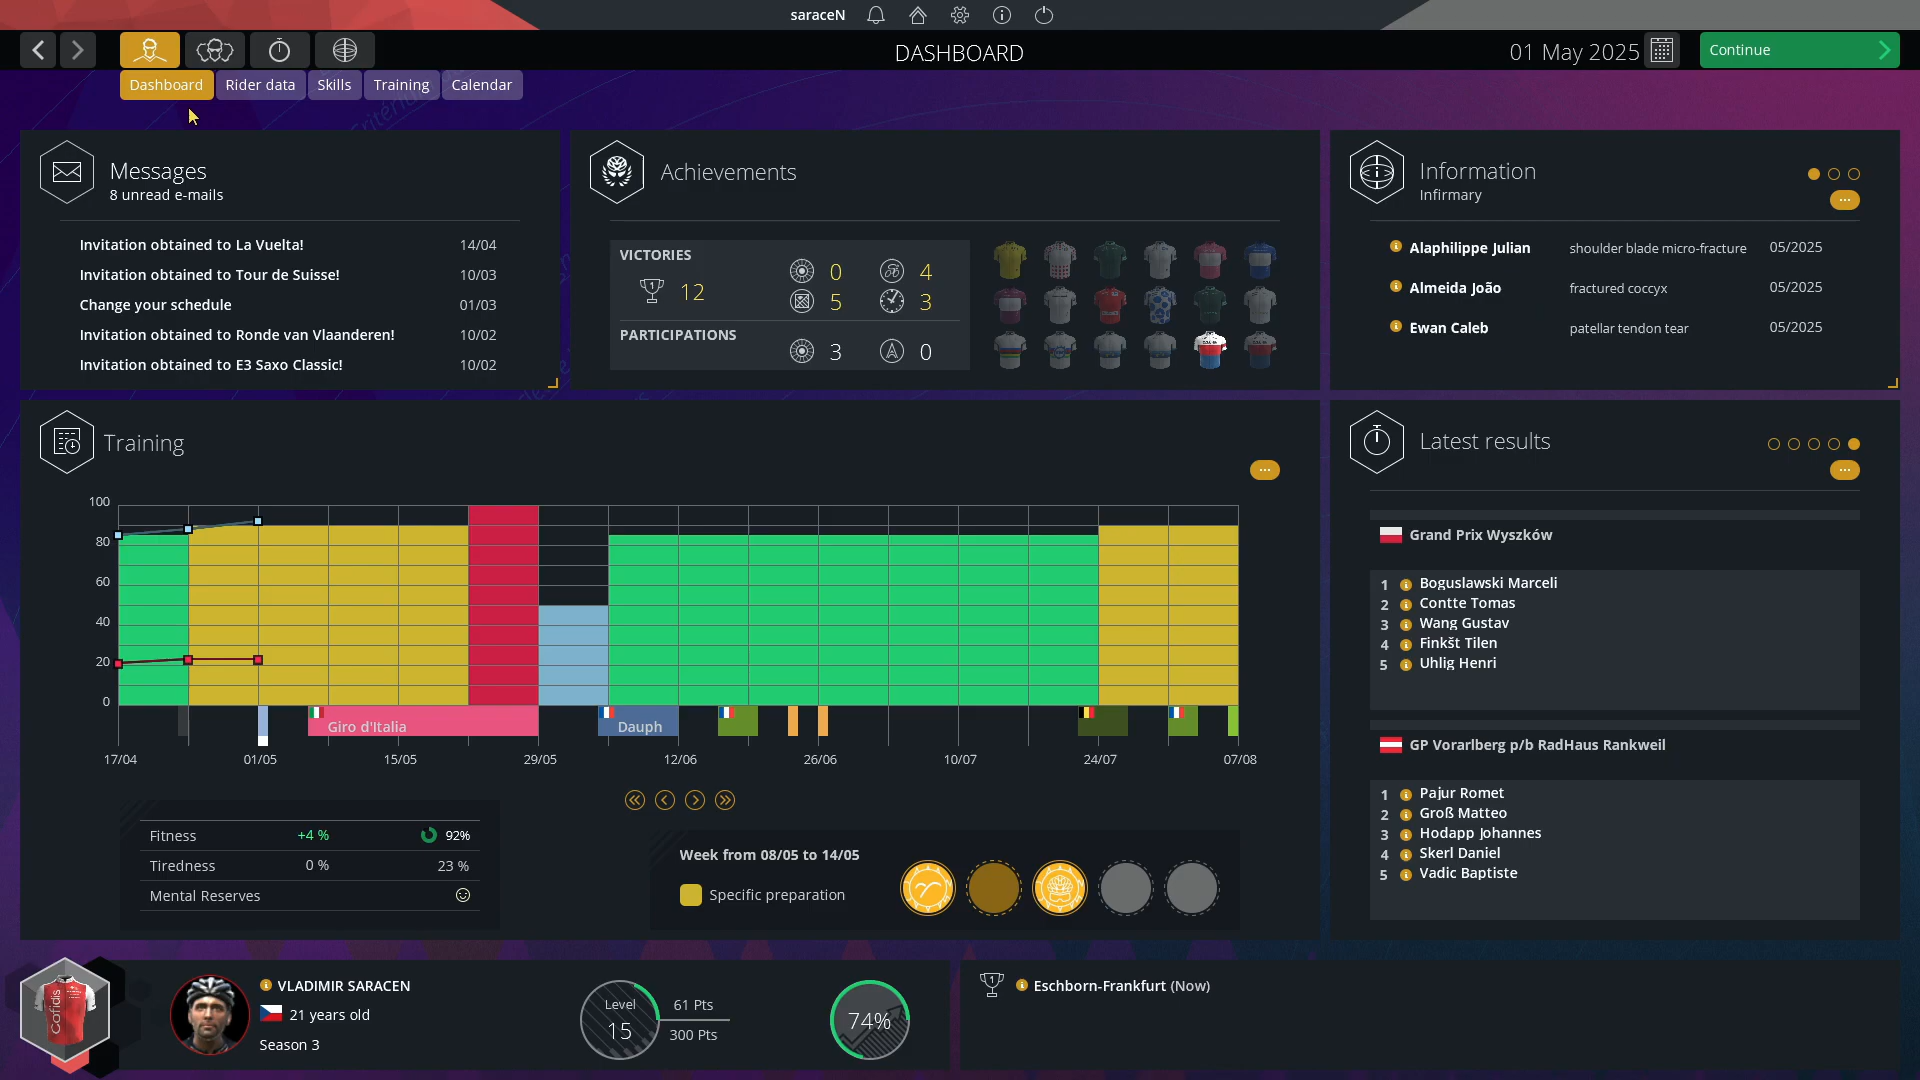 saraceN
DASHBOARD
01 May 2025
Continue
Dashboard
Rider data
Skills
Training
Calendar
Messages
8 unread e-mails
Invitation obtained to La Vuelta! 14/04
Invitation obtained to Tour de Suisse! 10/03
Change your schedule 01/03
Invitation obtained to Ronde van Vlaanderen! 10/02
Invitation obtained to E3 Saxo Classic! 10/02
Achievements
VICTORIES
12
0
4
5
3
PARTICIPATIONS
3
0
Information
Infirmary
Alaphilippe Julian shoulder blade micro-fracture 05/2025
Almeida João fractured coccyx 05/2025
Ewan Caleb patellar tendon tear 05/2025
Training
100
80
60
40
20
0
Giro d'Italia
Dauph
17/04 01/05 15/05 29/05 12/06 26/06 10/07 24/07 07/08
Fitness +4 % 92%
Tiredness 0 % 23 %
Mental Reserves
Week from 08/05 to 14/05
Specific preparation
Latest results
Grand Prix Wyszków
1 Boguslawski Marceli
2 Contte Tomas
3 Wang Gustav
4 Finkšt Tilen
5 Uhlig Henri
GP Vorarlberg p/b RadHaus Rankweil
1 Pajur Romet
2 Groß Matteo
3 Hodapp Johannes
4 Skerl Daniel
5 Vadic Baptiste
Cofidis
VLADIMIR SARACEN
21 years old
Season 3
Level
15
61 Pts
300 Pts
74%
Eschborn-Frankfurt (Now)